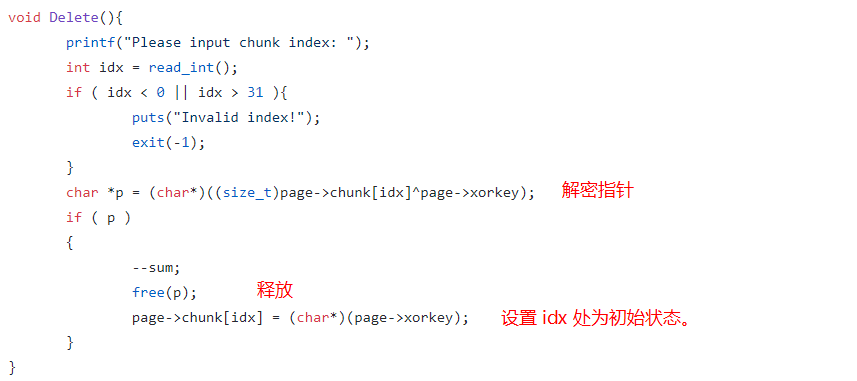 void Delete(){
printf("Please input chunk index: ");
int idx = read_int();
if ( idx < 0 || idx > 31 ){
puts("Invalid index!");
exit(-1);
}
char *p = (char*)((size_t)page->chunk[idx]^page->xorkey); 解密指针
if ( p )
{
--sum;
free(p); 释放
page->chunk[idx] = (char*)(page->xorkey); 设置 idx 处为初始状态。
}
}